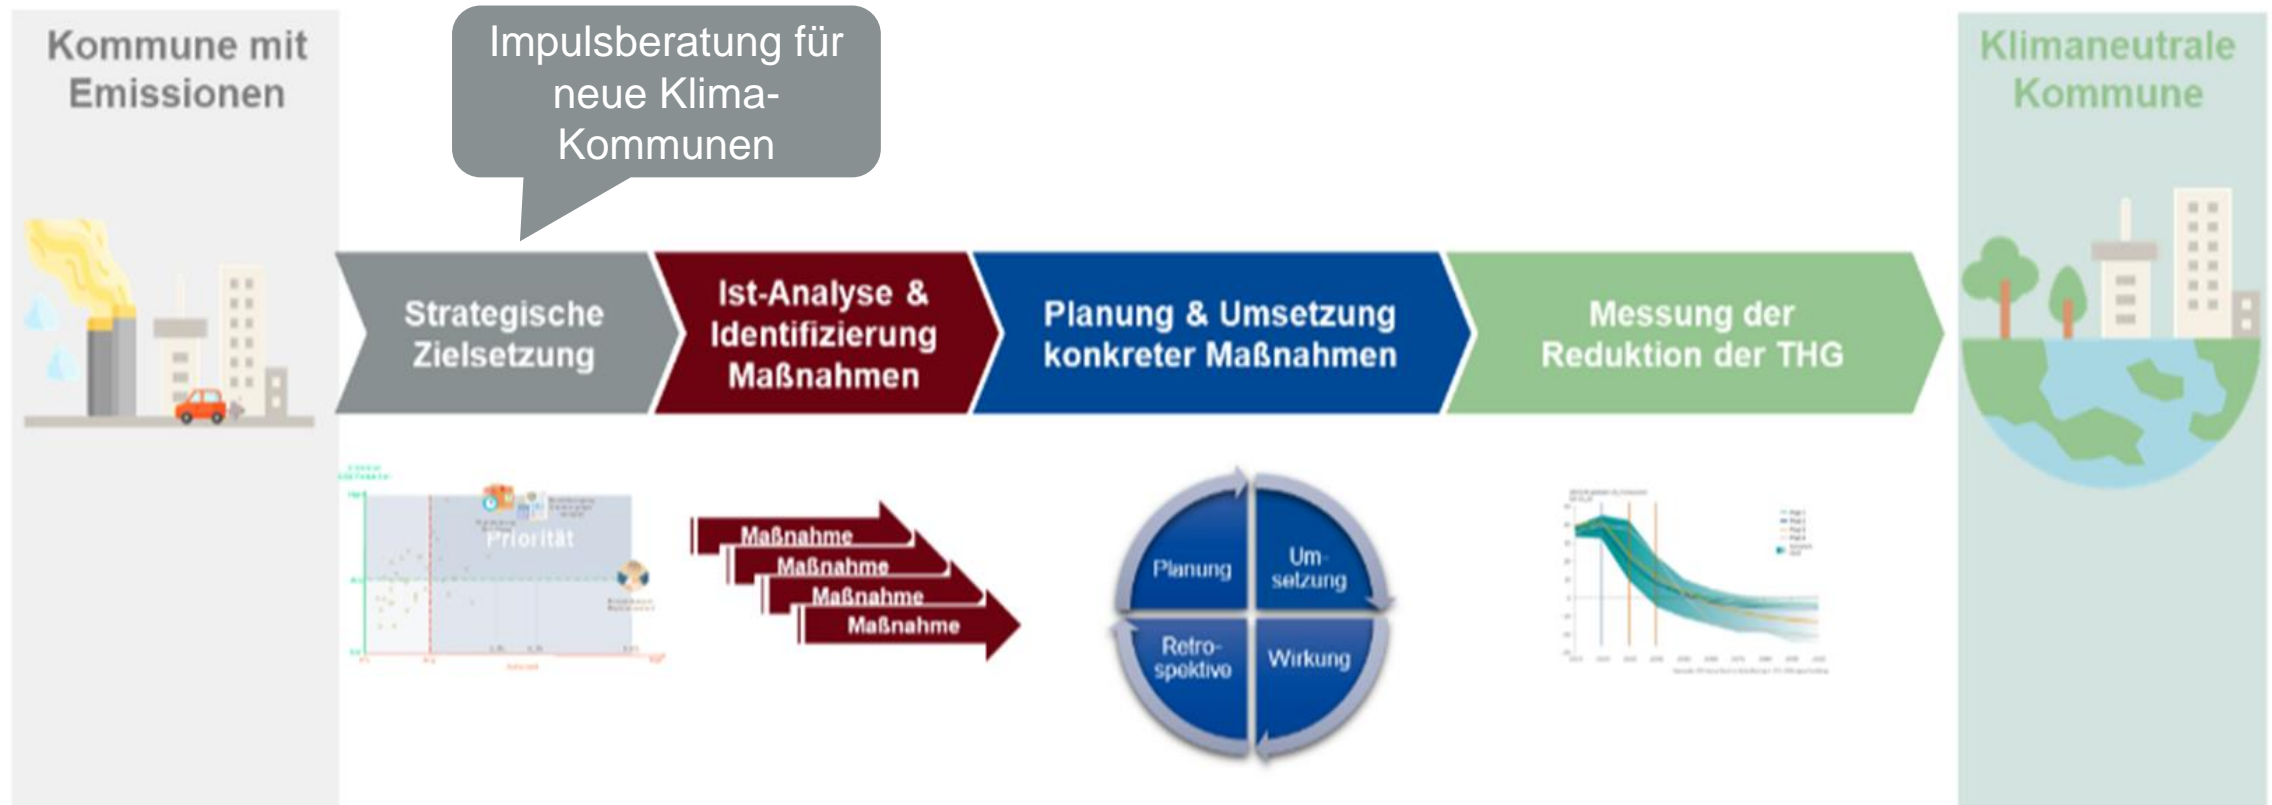 Kommune mit
Emissionen
Impulsberatung für
neue Klima-
Kommunen
Klimaneutrale
Kommune
Strategische
Zielsetzung
Ist-Analyse &
Identifizierung
Maßnahmen
Planung & Umsetzung
konkreter Maßnahmen
Messung der
Reduktion der THG
Priorität
Maßnahme
Maßnahme
Maßnahme
Maßnahme
Planung
Um-
setzung
Retro-
spektive
Wirkung